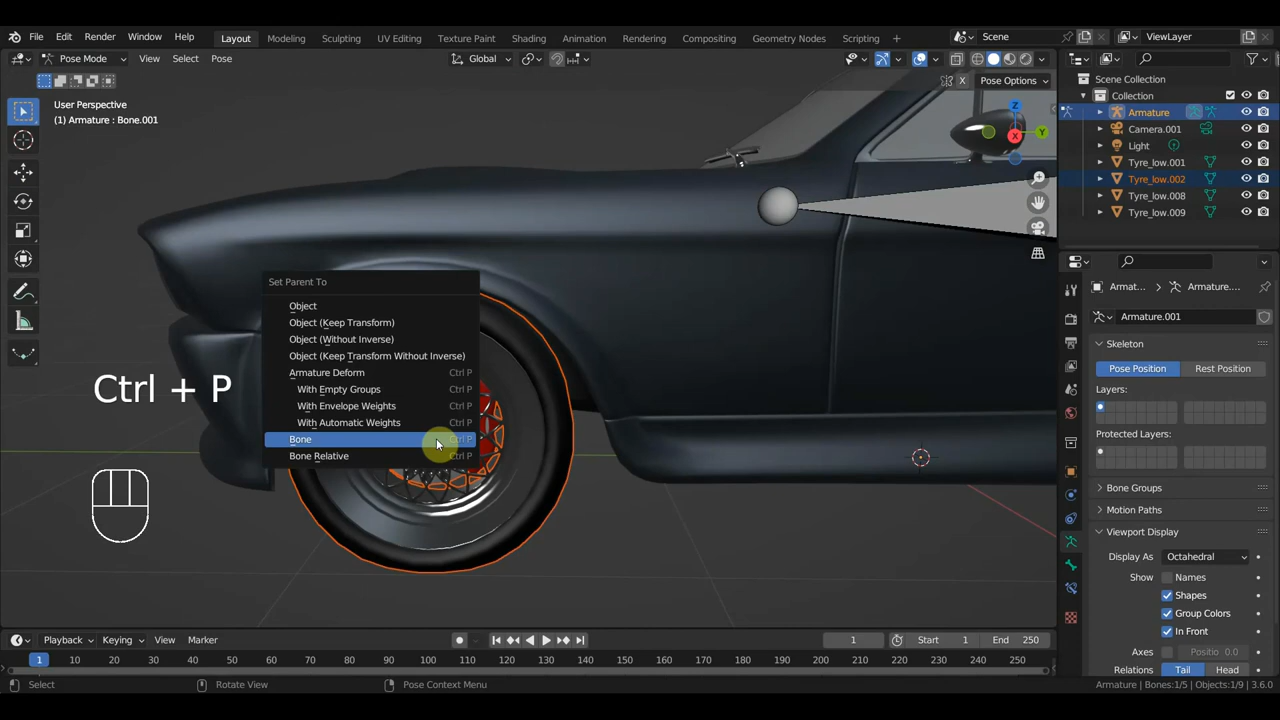 File Edit Render Window Help Layout Modeling Sculpting UV Editing Texture Paint Shading Animation Rendering Compositing Geometry Nodes Scripting + Scene ViewLayer
Pose Mode View Select Pose Global
X Pose Options
User Perspective
(1) Armature : Bone.001
Z
Y
X
Scene Collection
Collection
Armature
Camera.001
Light
Tyre_low.001
Tyre_low.002
Tyre_low.008
Tyre_low.009
Set Parent To
Object
Object (Keep Transform)
Object (Without Inverse)
Object (Keep Transform Without Inverse)
Armature Deform Ctrl P
With Empty Groups Ctrl P
With Envelope Weights Ctrl P
With Automatic Weights Ctrl P
Bone Ctrl P
Bone Relative Ctrl P
Ctrl + P
Armat... Armature....
Armature.001
Skeleton
Pose Position Rest Position
Layers:
Protected Layers:
Bone Groups
Motion Paths
Viewport Display
Display As Octahedral
Show Names
Shapes
Group Colors
In Front
Axes Positio 0.0
Relations Tail Head
Playback Keying View Marker 1 Start 1 End 250
1 10 20 30 40 50 60 70 80 90 100 110 120 130 140 150 160 170 180 190 200 210 220 230 240 250
Select Rotate View Pose Context Menu Armature | Bones:1/5 | Objects:1/9 | 3.6.0